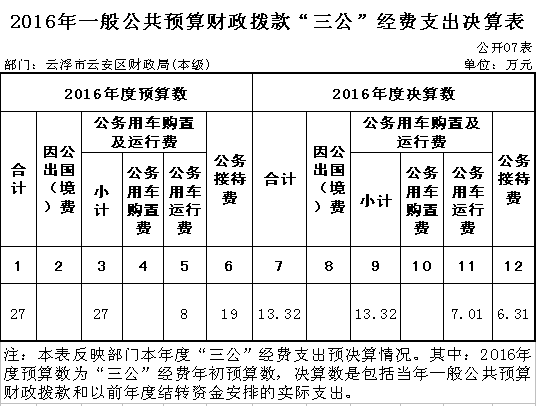 2016年一般公共预算财政拨款“三公”经费支出决算表
公开07表
部门：云浮市云安区财政局(本级)
单位：万元
2016年度预算数
2016年度决算数
合计
因公出国（境）费
公务用车购置及运行费
小计
公务用车购置费
公务用车运行费
公务接待费
合计
因公出国（境）费
公务用车购置及运行费
小计
公务用车购置费
公务用车运行费
公务接待费
1 2 3 4 5 6 7 8 9 10 11 12
27 27 8 19 13.32 13.32 7.01 6.31
注：本表反映部门本年度“三公”经费支出预决算情况。其中：2016年
度预算数为“三公”经费年初预算数，决算数是包括当年一般公共预算
财政拨款和以前年度结转资金安排的实际支出。